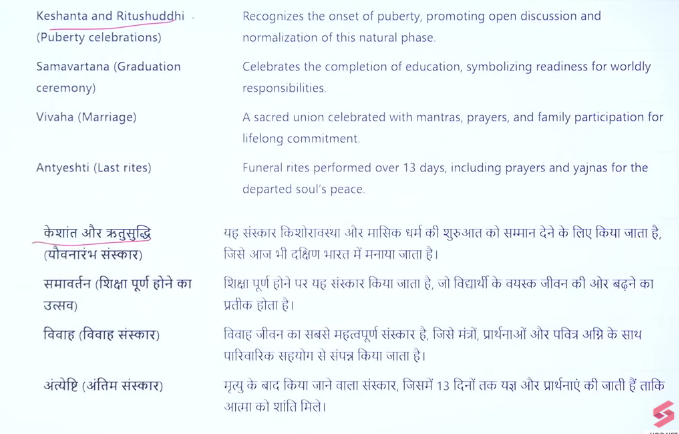 Keshanta and Ritushuddhi
(Puberty celebrations)
Recognizes the onset of puberty, promoting open discussion and
normalization of this natural phase.
Samavartana (Graduation
ceremony)
Celebrates the completion of education, symbolizing readiness for worldly
responsibilities.
Vivaha (Marriage)
A sacred union celebrated with mantras, prayers, and family participation for
lifelong commitment.
Antyeshti (Last rites)
Funeral rites performed over 13 days, including prayers and yajnas for the
departed soul's peace.
केशांत और ऋतुसुद्धि
(यौवनारंभ संस्कार)
यह संस्कार किशोरावस्था और मासिक धर्म की शुरुआत को सम्मान देने के लिए किया जाता है,
जिसे आज भी दक्षिण भारत में मनाया जाता है।
समावर्तन (शिक्षा पूर्ण होने का
उत्सव)
शिक्षा पूर्ण होने पर यह संस्कार किया जाता है, जो विद्यार्थी के वयस्क जीवन की ओर बढ़ने का
प्रतीक होता है।
विवाह (विवाह संस्कार)
विवाह जीवन का सबसे महत्वपूर्ण संस्कार है, जिसे मंत्रों, प्रार्थनाओं और पवित्र अग्नि के साथ
पारिवारिक सहयोग से संपन्न किया जाता है।
अंत्येष्टि (अंतिम संस्कार)
मृत्यु के बाद किया जाने वाला संस्कार, जिसमें 13 दिनों तक यज्ञ और प्रार्थनाएं की जाती हैं ताकि
आत्मा को शांति मिले।